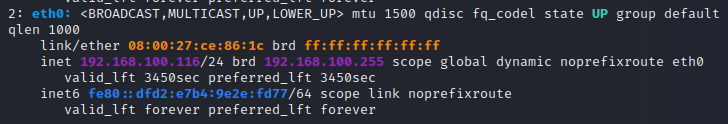 2: eth0: <BROADCAST,MULTICAST,UP,LOWER_UP> mtu 1500 qdisc fq_codel state UP group default
qlen 1000
link/ether 08:00:27:ce:86:1c brd ff:ff:ff:ff:ff:ff
inet 192.168.100.116/24 brd 192.168.100.255 scope global dynamic noprefixroute eth0
valid_lft 3450sec preferred_lft 3450sec
inet6 fe80::dfd2:e7b4:9e2e:fd77/64 scope link noprefixroute
valid_lft forever preferred_lft forever